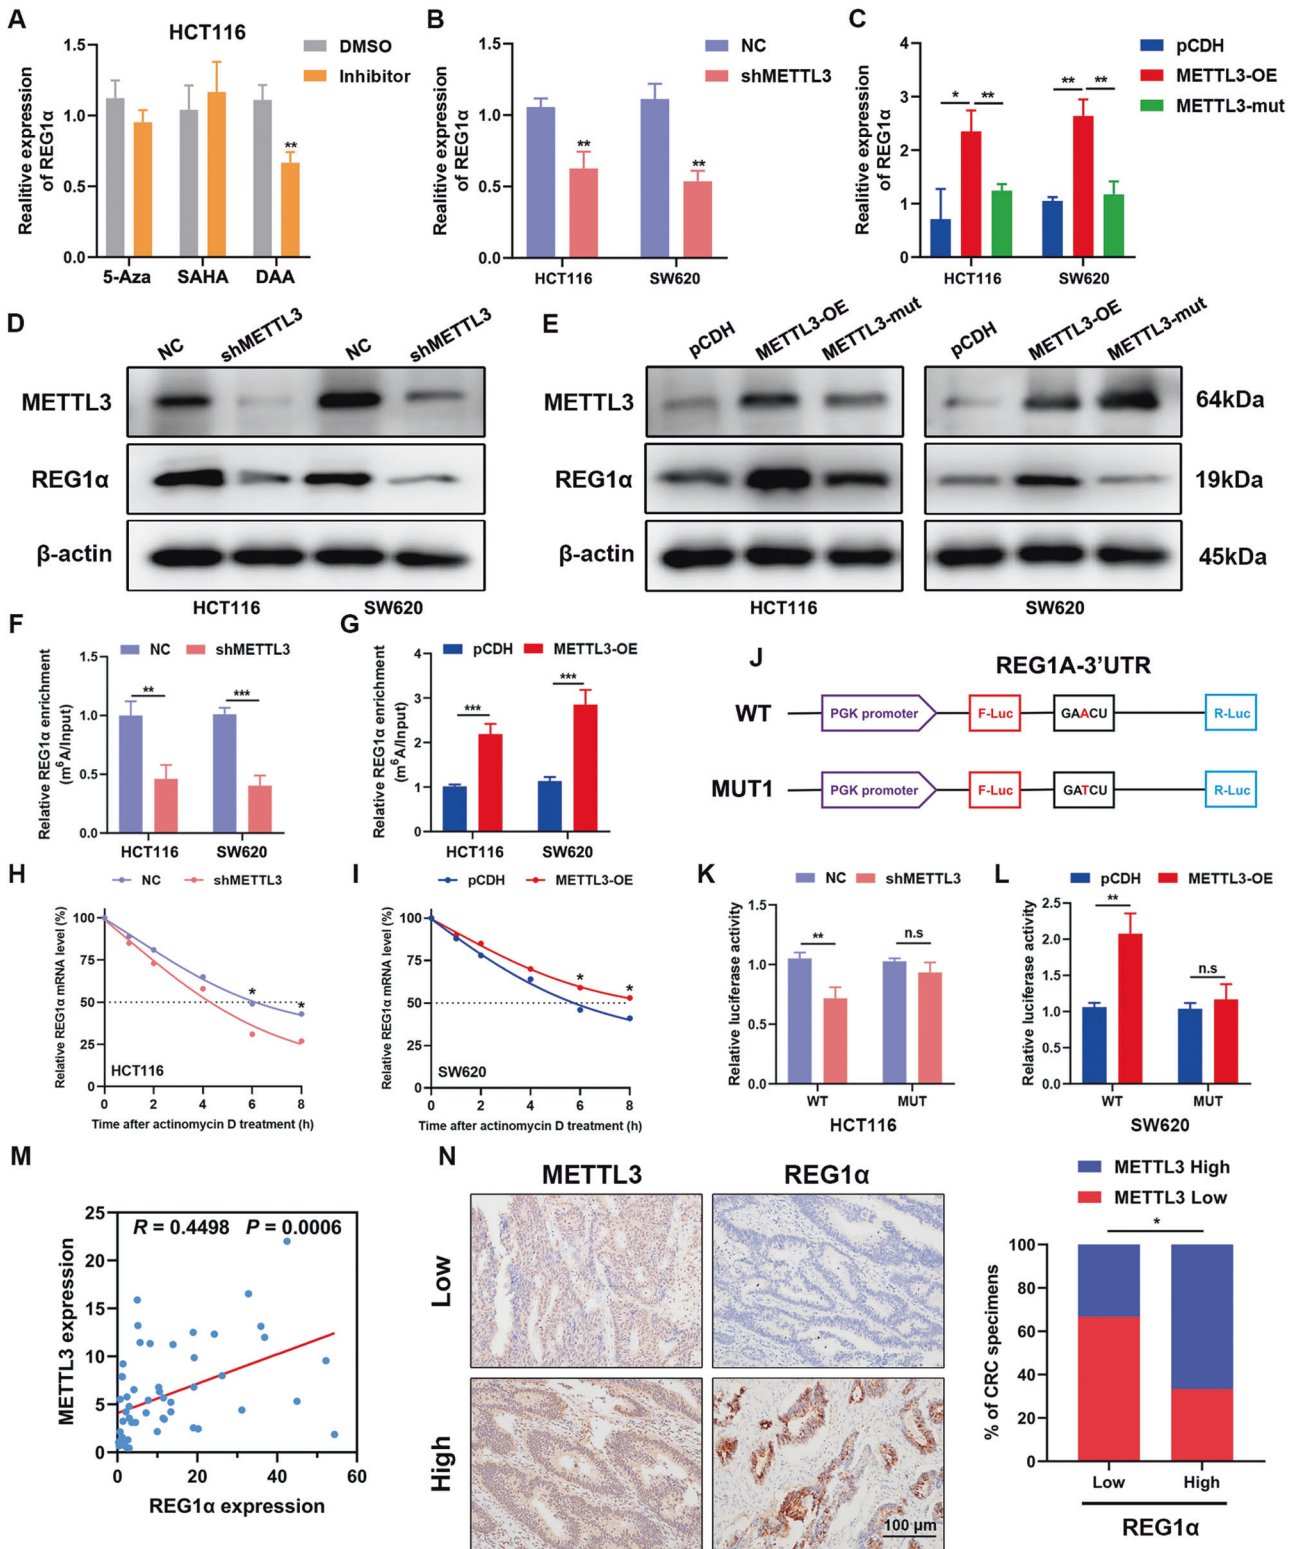 A
HCT116
DMSO
Inhibitor
Realitive expression
of REG1α
1.5
1.0
0.5
0.0
**
5-Aza
SAHA
DAA
B
NC
shMETTL3
Realitive expression
of REG1α
1.5
1.0
0.5
0.0
**
**
HCT116
SW620
C
pCDH
METTL3-OE
METTL3-mut
Realitive expression
of REG1α
4
3
2
1
0
* **
** **
HCT116
SW620
D
NC
shMETTL3
NC
shMETTL3
METTL3
REG1α
β-actin
HCT116
SW620
E
pCDH
METTL3-OE
METTL3-mut
pCDH
METTL3-OE
METTL3-mut
METTL3
64kDa
REG1α
19kDa
β-actin
45kDa
HCT116
SW620
F
NC
shMETTL3
Relative REG1α enrichment
(m⁶A/Input)
1.5
1.0
0.5
0.0
**
***
HCT116
SW620
G
pCDH
METTL3-OE
Relative REG1α enrichment
(m⁶A/Input)
4
3
2
1
0
***
***
HCT116
SW620
J
REG1A-3'UTR
WT
PGK promoter
F-Luc
GAACU
R-Luc
MUT1
PGK promoter
F-Luc
GATCU
R-Luc
H
NC
shMETTL3
Relative REG1α mRNA level (%)
100
75
50
25
0
*
*
HCT116
0
2
4
6
8
Time after actinomycin D treatment (h)
I
pCDH
METTL3-OE
Relative REG1α mRNA level (%)
100
75
50
25
0
*
*
SW620
0
2
4
6
8
Time after actinomycin D treatment (h)
K
NC
shMETTL3
Relative luciferase activity
1.5
1.0
0.5
0.0
**
n.s
WT
MUT
HCT116
L
pCDH
METTL3-OE
Relative luciferase activity
2.5
2.0
1.5
1.0
0.5
0.0
**
n.s
WT
MUT
SW620
M
R = 0.4498 P = 0.0006
METTL3 expression
25
20
15
10
5
0
0
20
40
60
REG1α expression
N
METTL3
REG1α
Low
High
100 μm
METTL3 High
METTL3 Low
% of CRC specimens
100
80
60
40
20
0
*
Low
High
REG1α